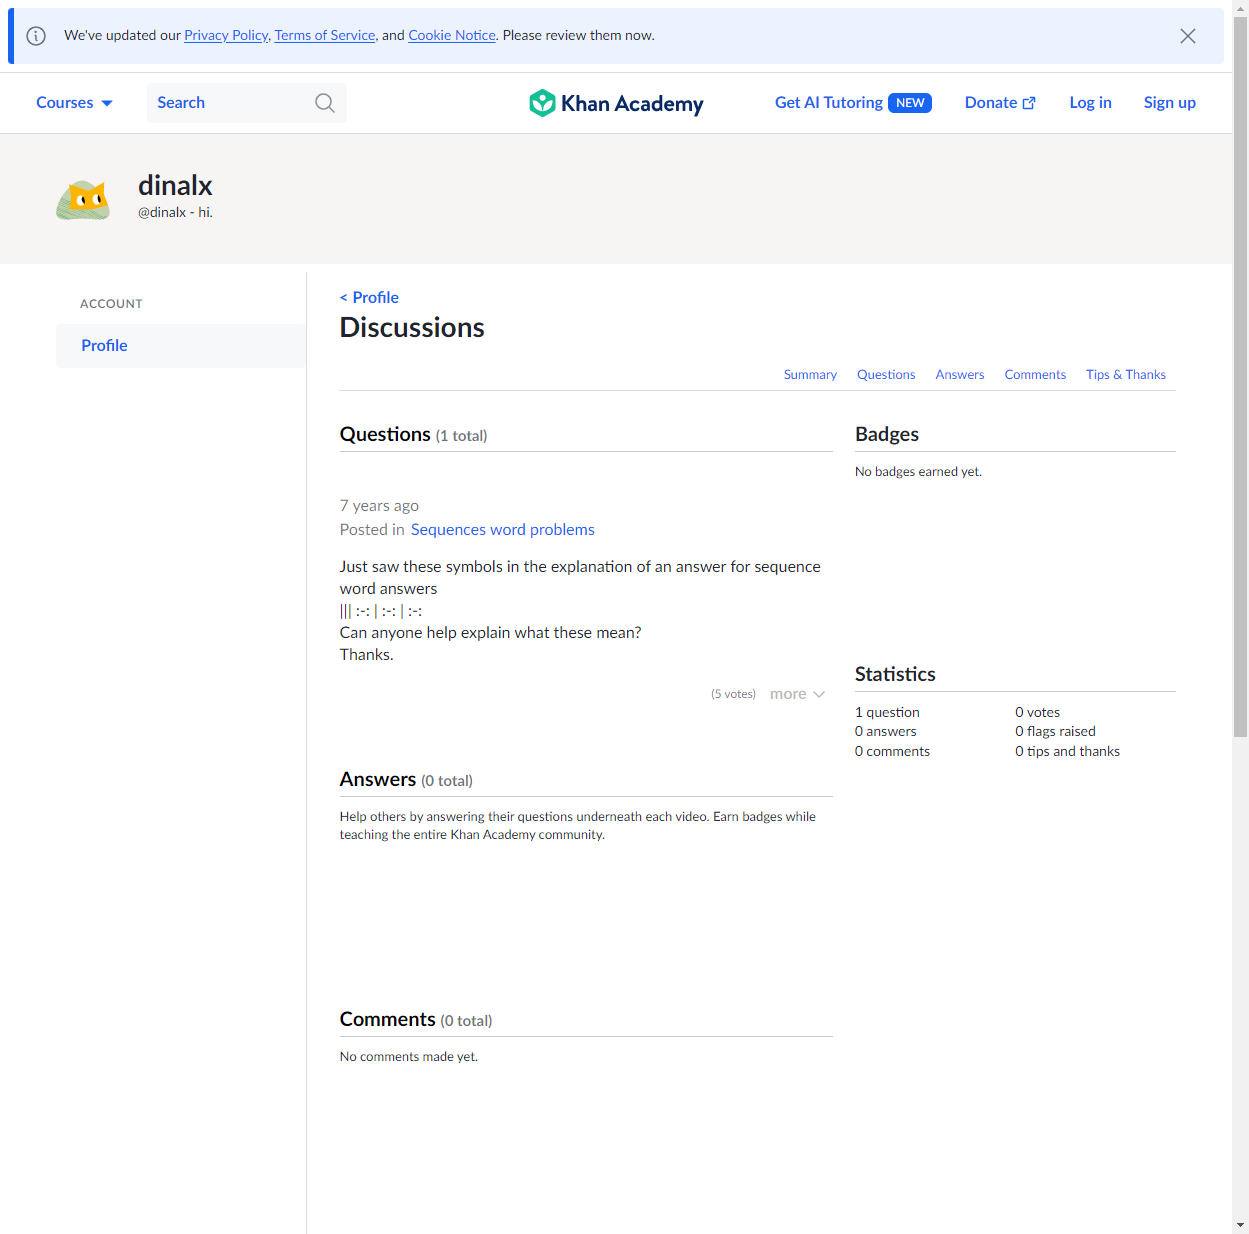 We've updated our Privacy Policy, Terms of Service, and Cookie Notice. Please review them now.
Courses
Search
Khan Academy
Get AI Tutoring NEW
Donate
Log in
Sign up
dinalx
@dinalx - hi.
ACCOUNT
Profile
< Profile
Discussions
Summary
Questions
Answers
Comments
Tips & Thanks
Questions (1 total)
7 years ago
Posted in Sequences word problems
Just saw these symbols in the explanation of an answer for sequence
word answers
||| :-: | :-: | :-:
Can anyone help explain what these mean?
Thanks.
(5 votes)
more
Answers (0 total)
Help others by answering their questions underneath each video. Earn badges while
teaching the entire Khan Academy community.
Comments (0 total)
No comments made yet.
Badges
No badges earned yet.
Statistics
1 question
0 votes
0 answers
0 flags raised
0 comments
0 tips and thanks